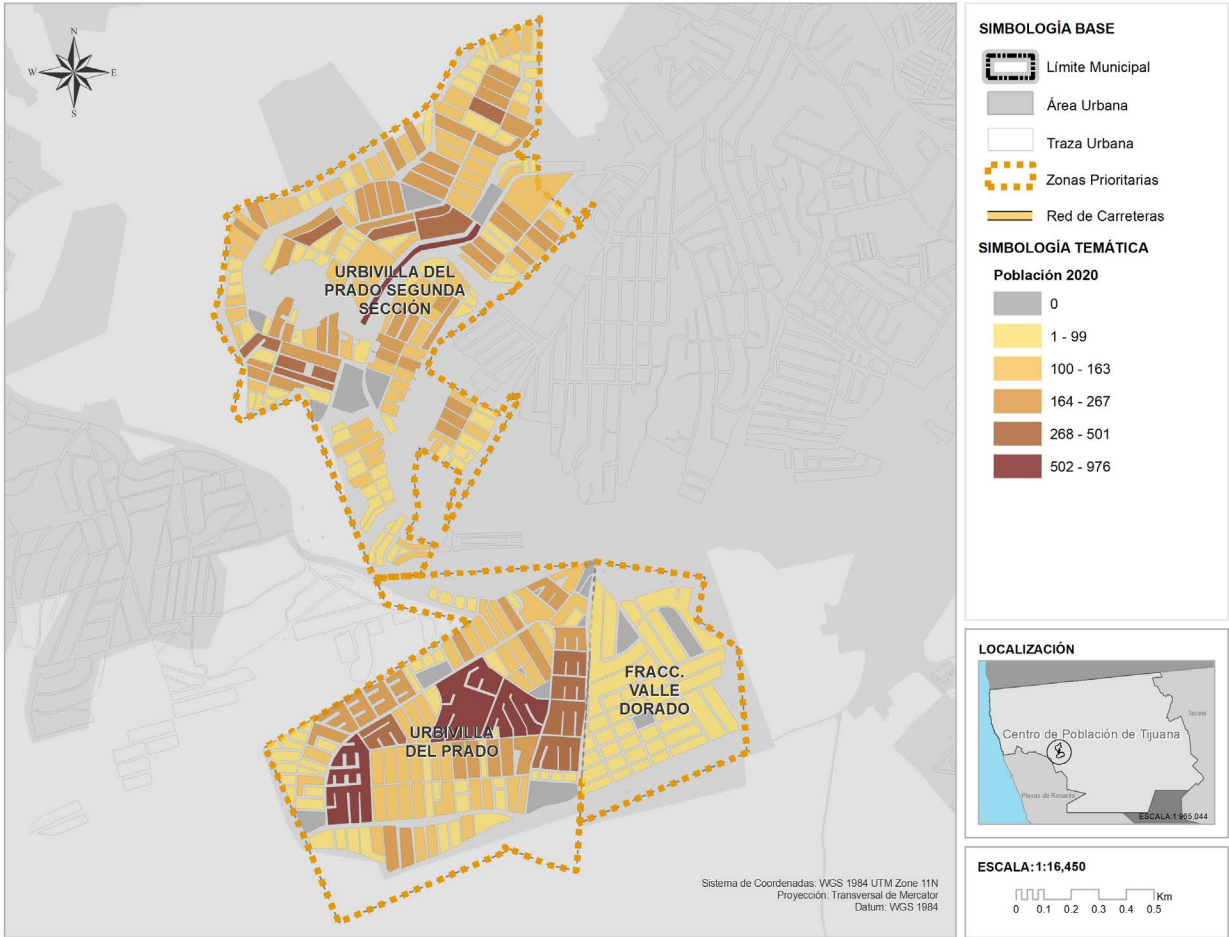 N
W
E
S
URBIVILLA DEL
PRADO SEGUNDA
SECCIÓN
FRACC.
VALLE
DORADO
URBIVILLA
DEL PRADO
Sistema de Coordenadas: WGS 1984 UTM Zone 11N
Proyección: Transversal de Mercator
Datum: WGS 1984
SIMBOLOGÍA BASE
Límite Municipal
Área Urbana
Traza Urbana
Zonas Prioritarias
Red de Carreteras
SIMBOLOGÍA TEMÁTICA
Población 2020
0
1 - 99
100 - 163
164 - 267
268 - 501
502 - 976
LOCALIZACIÓN
Tecate
Centro de Población de Tijuana
Playas de Rosarito
ESCALA:1:965,044
ESCALA:1:16,450
Km
0 0.1 0.2 0.3 0.4 0.5